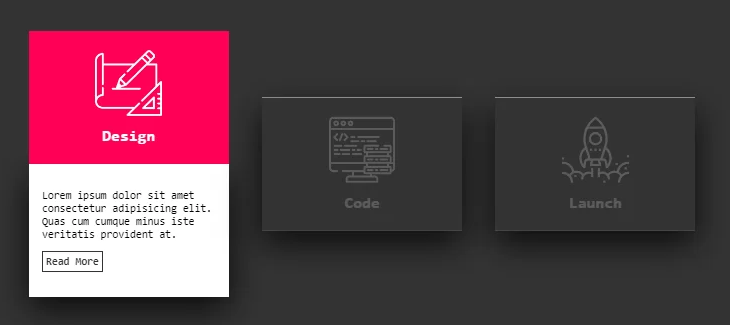 Design
Lorem ipsum dolor sit amet
consectetur adipisicing elit.
Quas cum cumque minus iste
veritatis provident at.
Read More
</>
Code
Launch